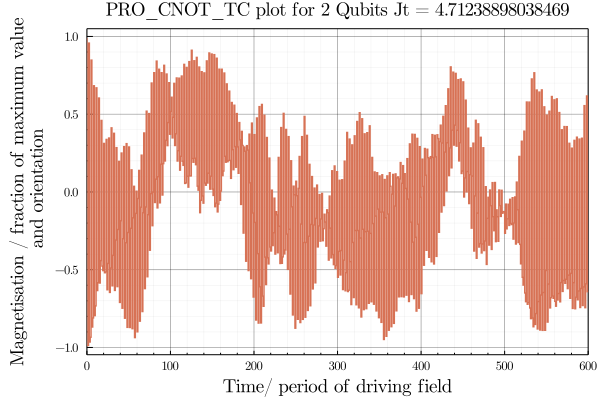 PRO_CNOT_TC plot for 2 Qubits Jt = 4.71238898038469
Magnetisation / fraction of maximum value
and orientation
1.0
0.5
0.0
−0.5
−1.0
0 100 200 300 400 500 600
Time/ period of driving field